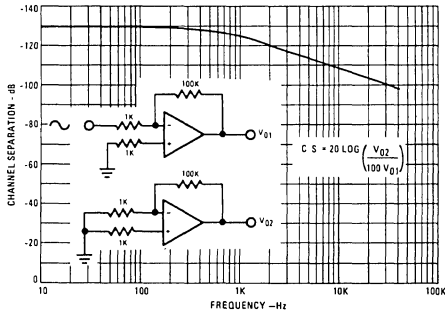 CHANNEL SEPARATION - dB
-140
-120
-100
-80
-60
-40
-20
0
100K
1K
1K
-
+
V01
100K
1K
1K
-
+
V02
C S = 20 LOG ( V02 / 100 V01 )
10
100
1K
10K
100K
FREQUENCY –Hz